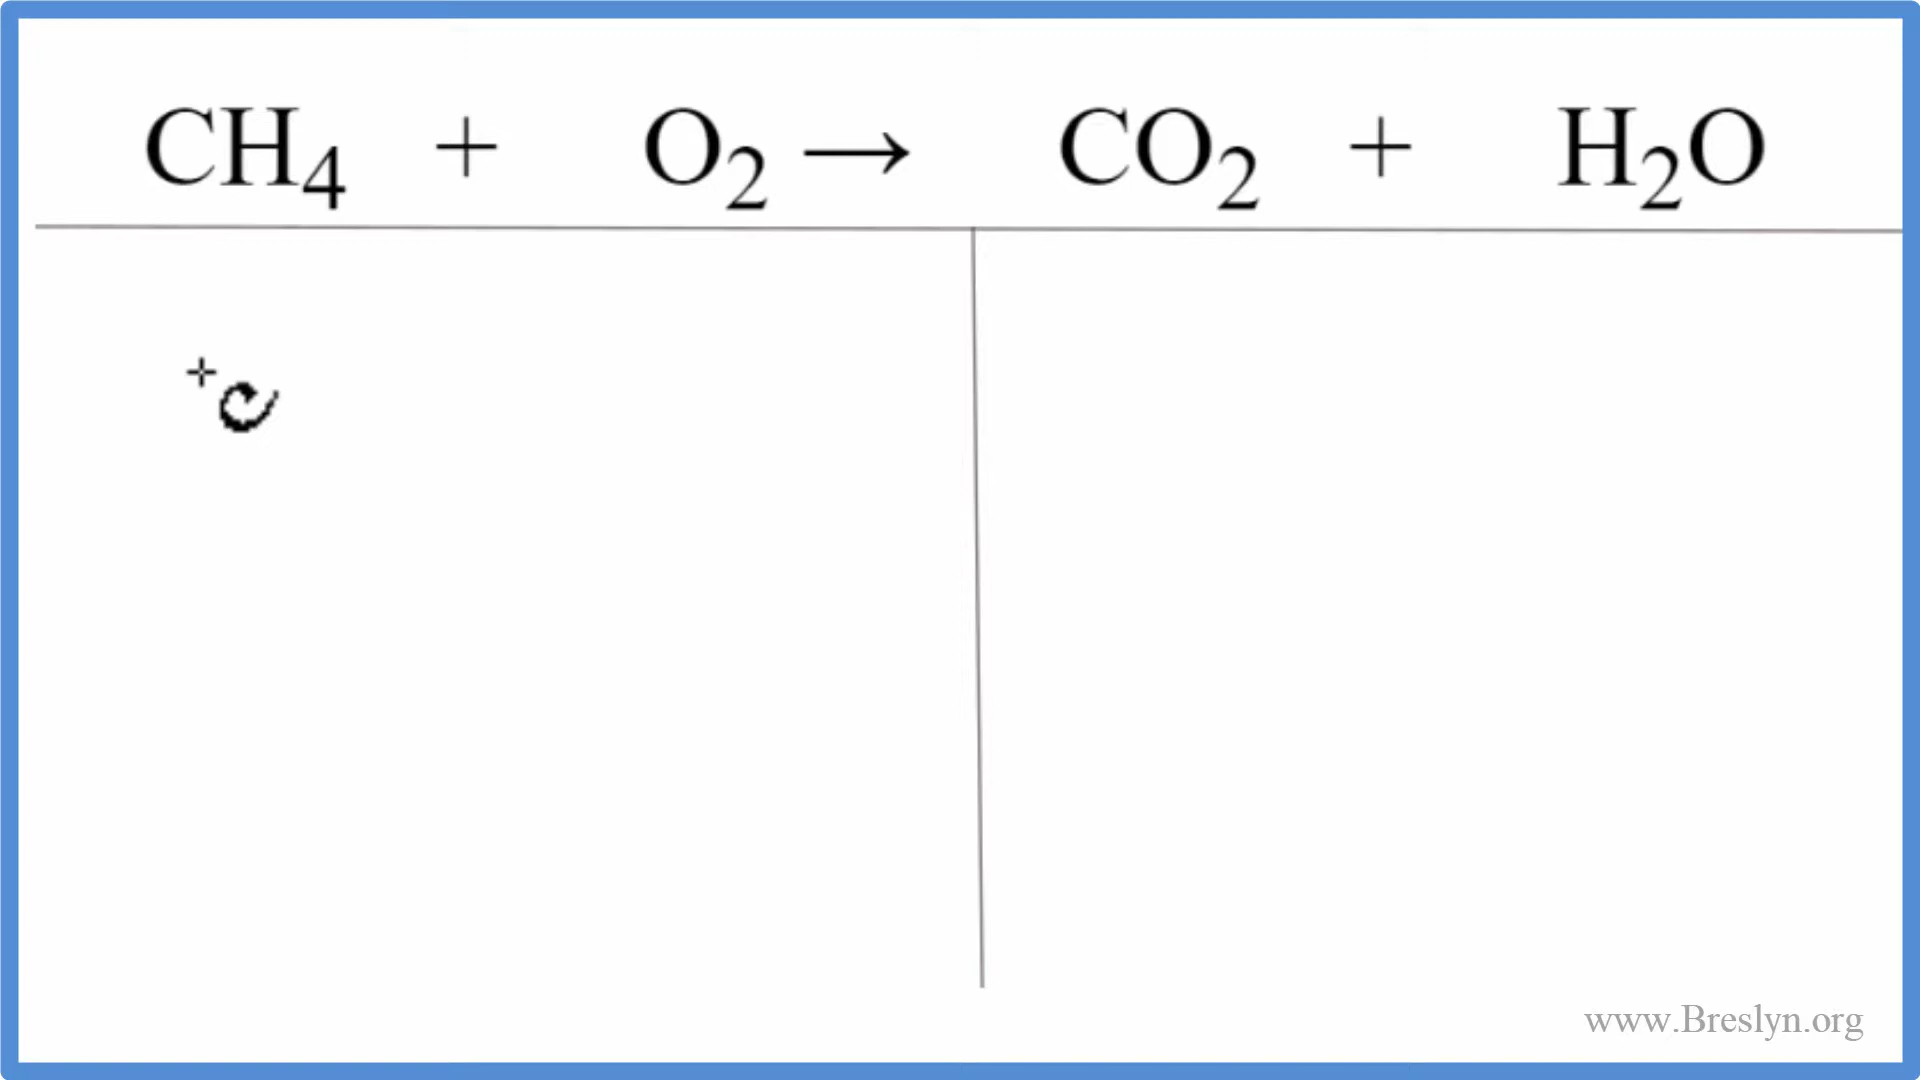 CH₄ + O₂ → CO₂ + H₂O
c
www.Breslyn.org